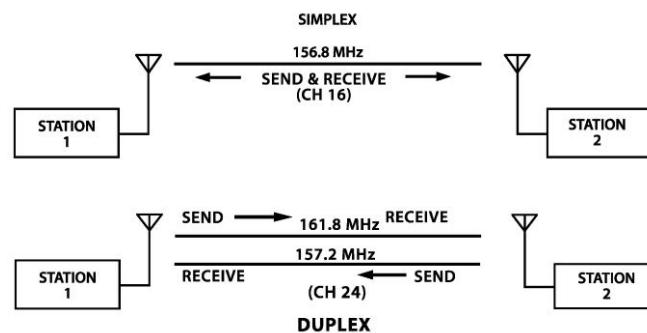 SIMPLEX
156.8 MHz
SEND & RECEIVE
(CH 16)
STATION
1
STATION
2
SEND
161.8 MHz
RECEIVE
157.2 MHz
RECEIVE
SEND
(CH 24)
STATION
1
STATION
2
DUPLEX